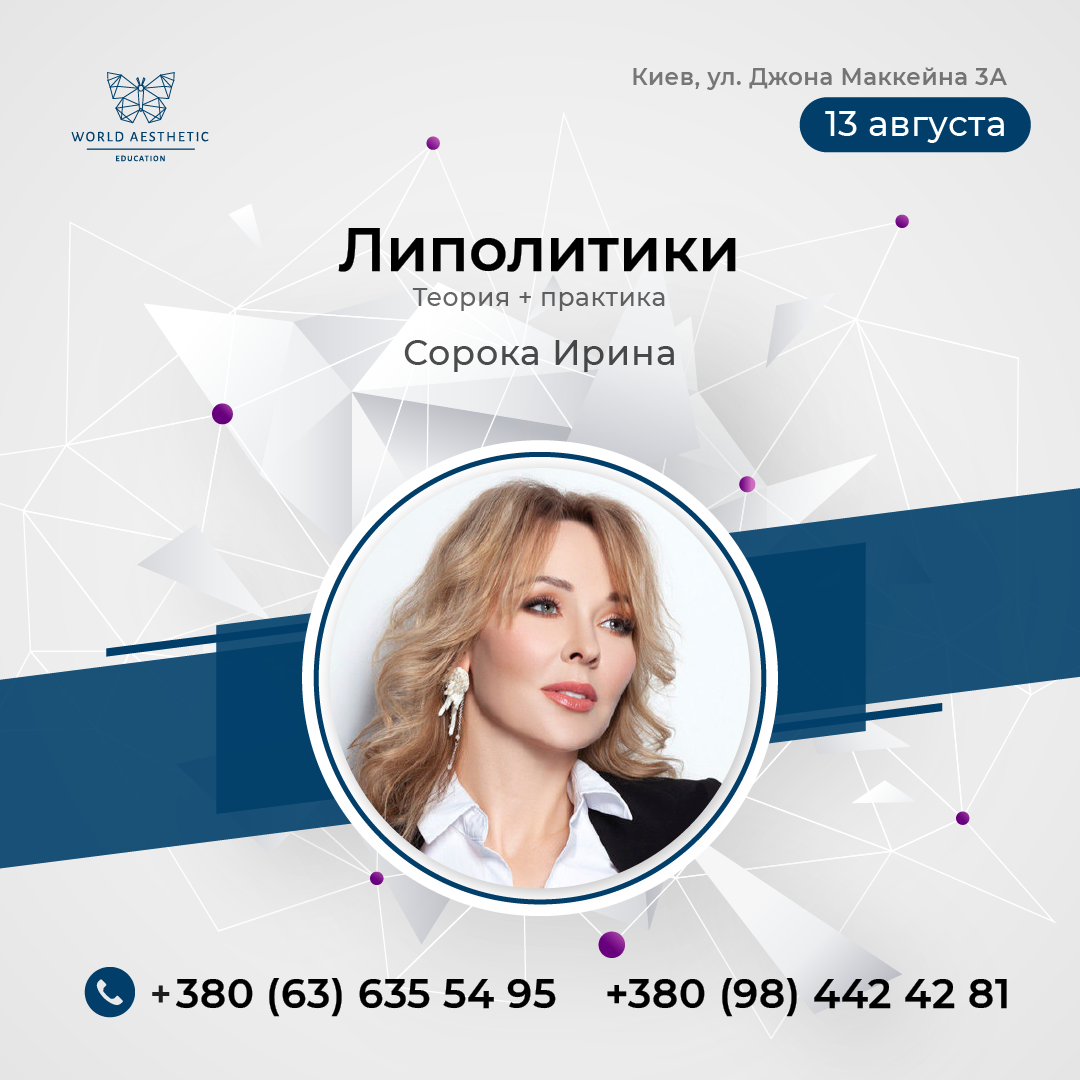 WORLD AESTHETIC
EDUCATION
Киев, ул. Джона Маккейна 3А
13 августа
Липолитики
Теория + практика
Сорока Ирина
+380 (63) 635 54 95
+380 (98) 442 42 81